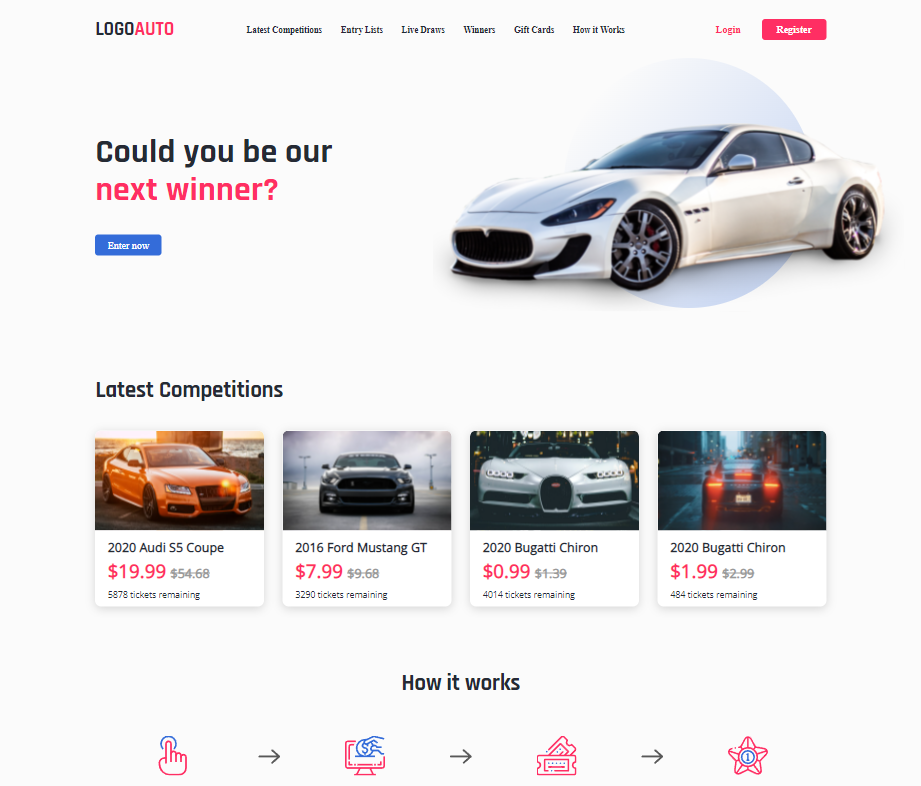 LOGOAUTO
Latest Competitions Entry Lists Live Draws Winners Gift Cards How it Works
Login Register
Could you be our
next winner?
Enter now
Latest Competitions
2020 Audi S5 Coupe
$19.99 $54.68
5878 tickets remaining
2016 Ford Mustang GT
$7.99 $9.68
3290 tickets remaining
2020 Bugatti Chiron
$0.99 $1.39
4014 tickets remaining
2020 Bugatti Chiron
$1.99 $2.99
484 tickets remaining
How it works